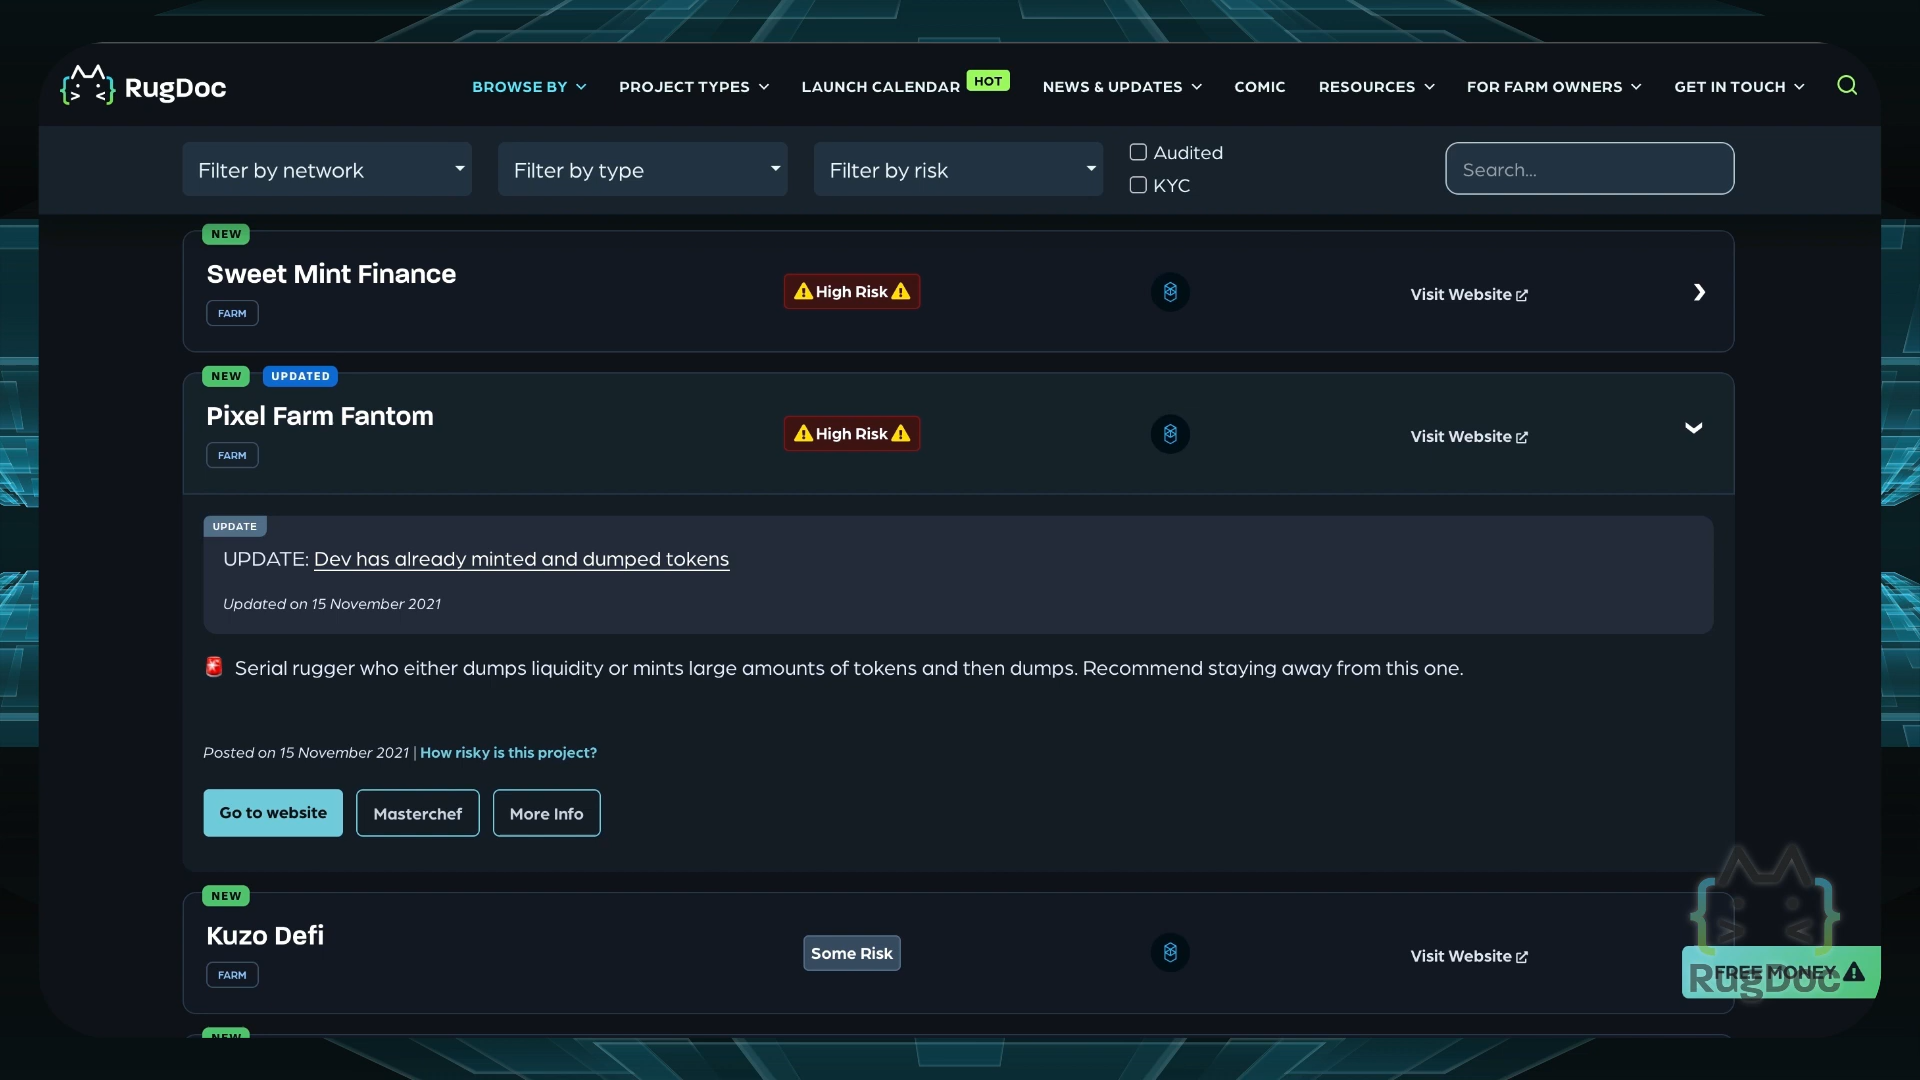 RugDoc
BROWSE BY PROJECT TYPES LAUNCH CALENDAR HOT NEWS & UPDATES COMIC RESOURCES FOR FARM OWNERS GET IN TOUCH
Filter by network Filter by type Filter by risk Audited Search...
KYC
NEW
Sweet Mint Finance
High Risk Visit Website
FARM
NEW UPDATED
Pixel Farm Fantom
High Risk Visit Website
FARM
UPDATE
UPDATE: Dev has already minted and dumped tokens
Updated on 15 November 2021
Serial rugger who either dumps liquidity or mints large amounts of tokens and then dumps. Recommend staying away from this one.
Posted on 15 November 2021 | How risky is this project?
Go to website Masterchef More Info
NEW
Kuzo Defi
Some Risk Visit Website
FARM
FREE MONEY
RugDoc
NEW